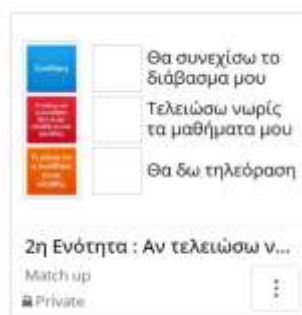 Συνθήκη
Θα συνεχίσω το
διάβασμα μου
Τελειώσω νωρίς
τα μαθήματα μου
Θα δω τηλεόραση
2η Ενότητα : Αν τελειώσω ν...
Match up
Private